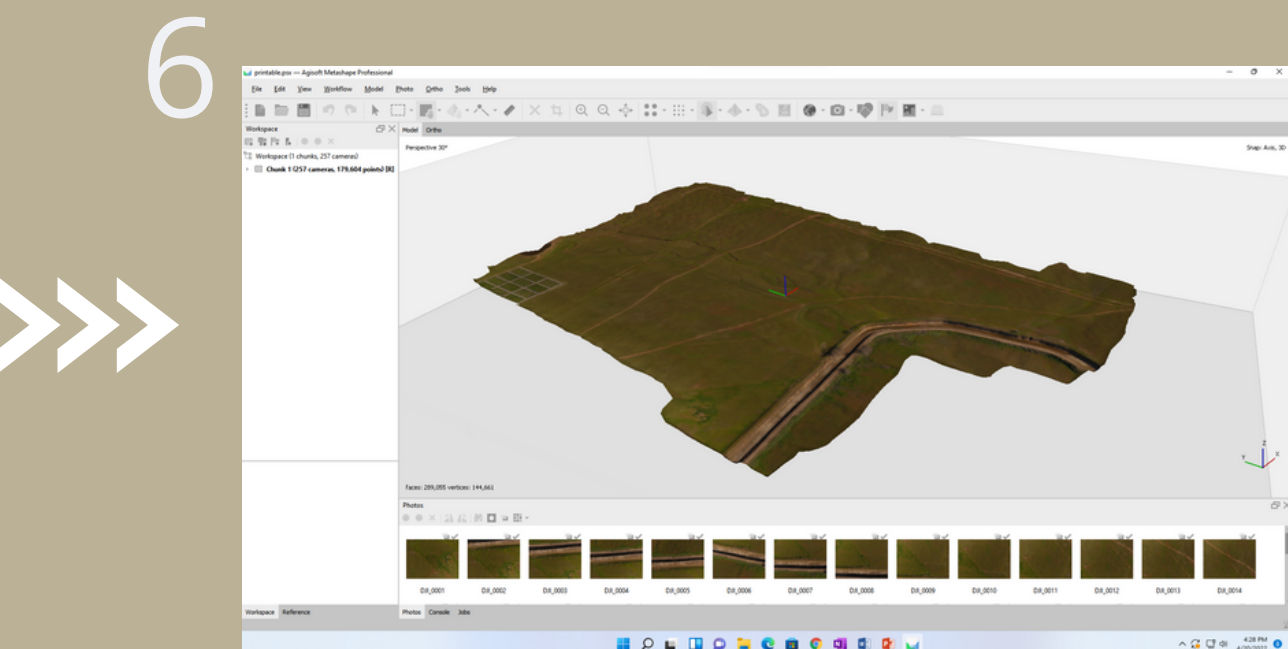 6
printable.psx — Agisoft Metashape Professional
File Edit View Workflow Model Photo Ortho Tools Help
Workspace
Model Ortho
Workspace (1 chunks, 257 cameras)
Perspective 30°
Snap: Axis, 3D
Chunk 1 (257 cameras, 179,604 points) [R]
Z
Y
X
faces: 289,055 vertices: 144,661
Photos
DJI_0001 DJI_0002 DJI_0003 DJI_0004 DJI_0005 DJI_0006 DJI_0007 DJI_0008 DJI_0009 DJI_0010 DJI_0011 DJI_0012 DJI_0013 DJI_0014
Workspace Reference
Photos Console Jobs
4:28 PM
4/20/2022